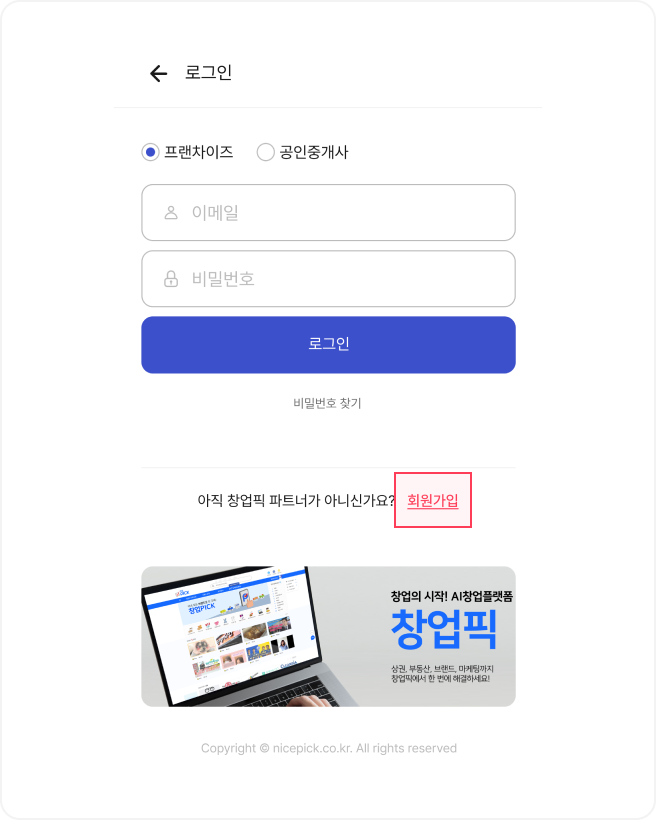 로그인
프랜차이즈 공인중개사
이메일
비밀번호
로그인
비밀번호 찾기
아직 창업픽 파트너가 아니신가요? 회원가입
창업의 시작! AI창업플랫폼
창업픽
상권, 부동산, 브랜드, 마케팅까지
창업픽에서 한 번에 해결하세요!
창업P!CK
Copyright © nicepick.co.kr. All rights reserved